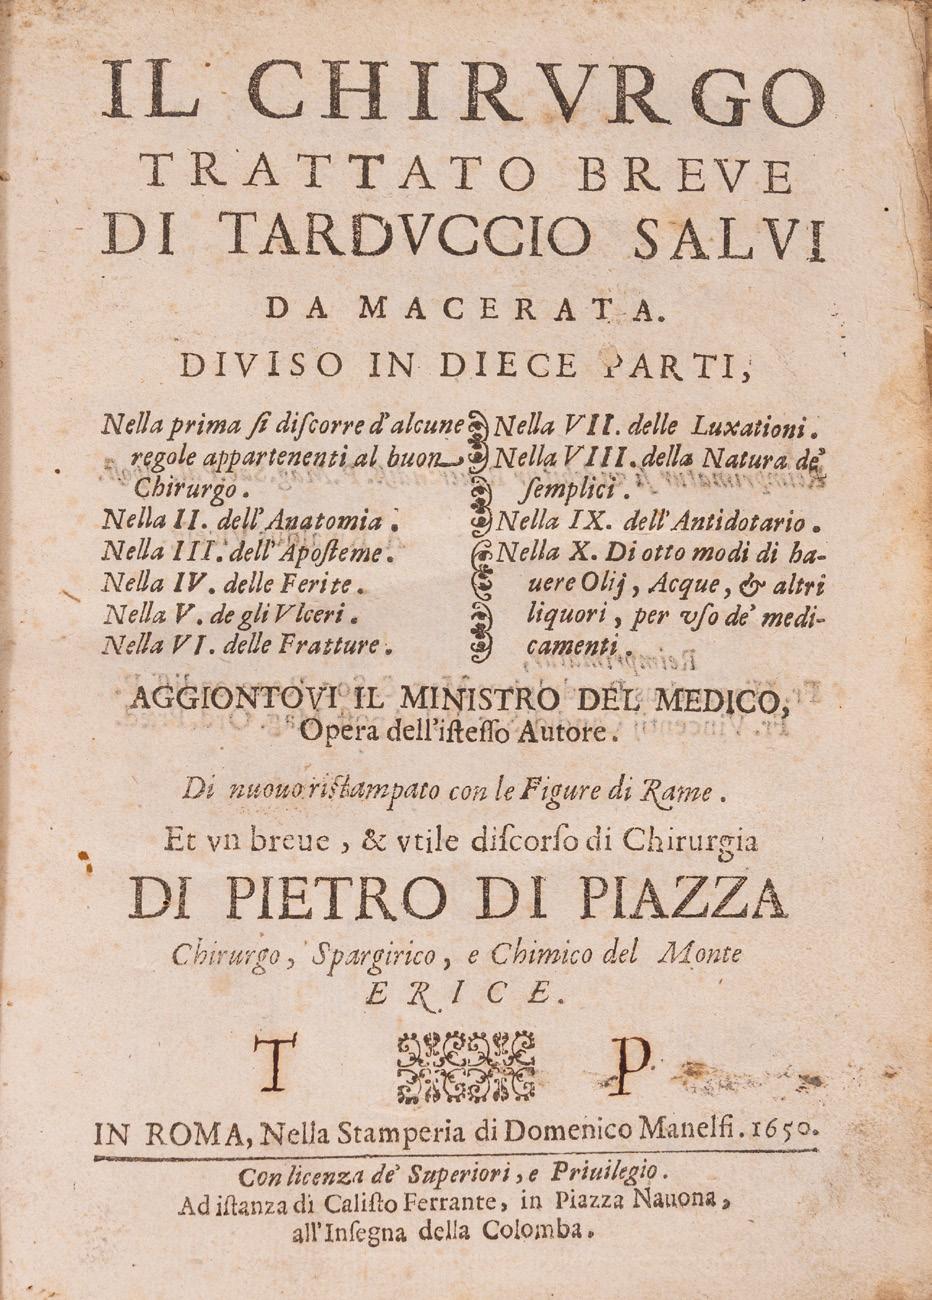 IL CHIRVRGO
TRATTATO BREVE
DI TARDVCCIO SALVI
DA MACERATA.
DIVISO IN DIECE PARTI,
Nella prima ſi diſcorre d'alcune
regole appartenenti al buon
Chirurgo.
Nella II. dell'Anatomia.
Nella III. dell'Apoſteme.
Nella IV. delle Ferite.
Nella V. de gli Vlceri.
Nella VI. delle Fratture.
Nella VII. delle Luxationi.
Nella VIII. della Natura de'
ſemplici.
Nella IX. dell'Antidotario.
Nella X. Di otto modi di ha-
uere Olij, Acque, & altri
liquori, per vſo de' medi-
camenti.
AGGIONTOVI IL MINISTRO DEL MEDICO,
Opera dell'iſteſſo Autore.
Di nuouo riſtampato con le Figure di Rame.
Et vn breue, & vtile diſcorſo di Chirurgia
DI PIETRO DI PIAZZA
Chirurgo, Spargirico, e Chimico del Monte
ERICE.
T P
IN ROMA, Nella Stamperia di Domenico Manelfi. 1650.
Con licenza de' Superiori, e Priuilegio.
Ad iſtanza di Caliſto Ferrante, in Piazza Nauona,
all'Inſegna della Colomba.